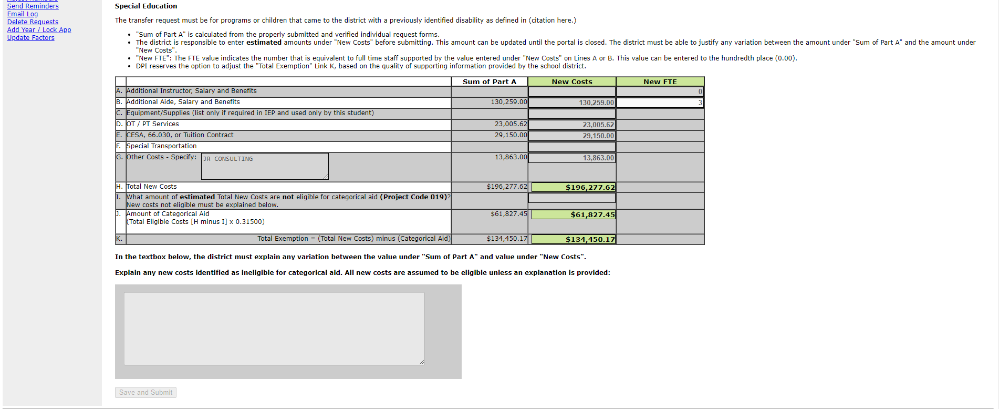 Send Reminders
Email Log
Delete Requests
Add Year / Lock App
Update Factors
Special Education
The transfer request must be for programs or children that came to the district with a previously identified disability as defined in (citation here.)
• "Sum of Part A" is calculated from the properly submitted and verified individual request forms.
• The district is responsible to enter estimated amounts under "New Costs" before submitting. This amount can be updated until the portal is closed. The district must be able to justify any variation between the amount under "Sum of Part A" and the amount under
"New Costs".
• "New FTE": The FTE value indicates the number that is equivalent to full time staff supported by the value entered under "New Costs" on Lines A or B. This value can be entered to the hundredth place (0.00).
• DPI reserves the option to adjust the "Total Exemption" Link K, based on the quality of supporting information provided by the school district.
Sum of Part A New Costs New FTE
A. Additional Instructor, Salary and Benefits 0
B. Additional Aide, Salary and Benefits 130,259.00 130,259.00 3
C. Equipment/Supplies (list only if required in IEP and used only by this student)
D. OT / PT Services 23,005.62 23,005.62
E. CESA, 66.030, or Tuition Contract 29,150.00 29,150.00
F. Special Transportation
G. Other Costs - Specify: JR CONSULTING 13,863.00 13,863.00
H. Total New Costs $196,277.62 $196,277.62
I. What amount of estimated Total New Costs are not eligible for categorical aid (Project Code 019)?
New costs not eligible must be explained below.
J. Amount of Categorical Aid $61,827.45 $61,827.45
(Total Eligible Costs [H minus I] x 0.31500)
K. Total Exemption = (Total New Costs) minus (Categorical Aid) $134,450.17 $134,450.17
In the textbox below, the district must explain any variation between the value under "Sum of Part A" and value under "New Costs".
Explain any new costs identified as ineligible for categorical aid. All new costs are assumed to be eligible unless an explanation is provided:
Save and Submit